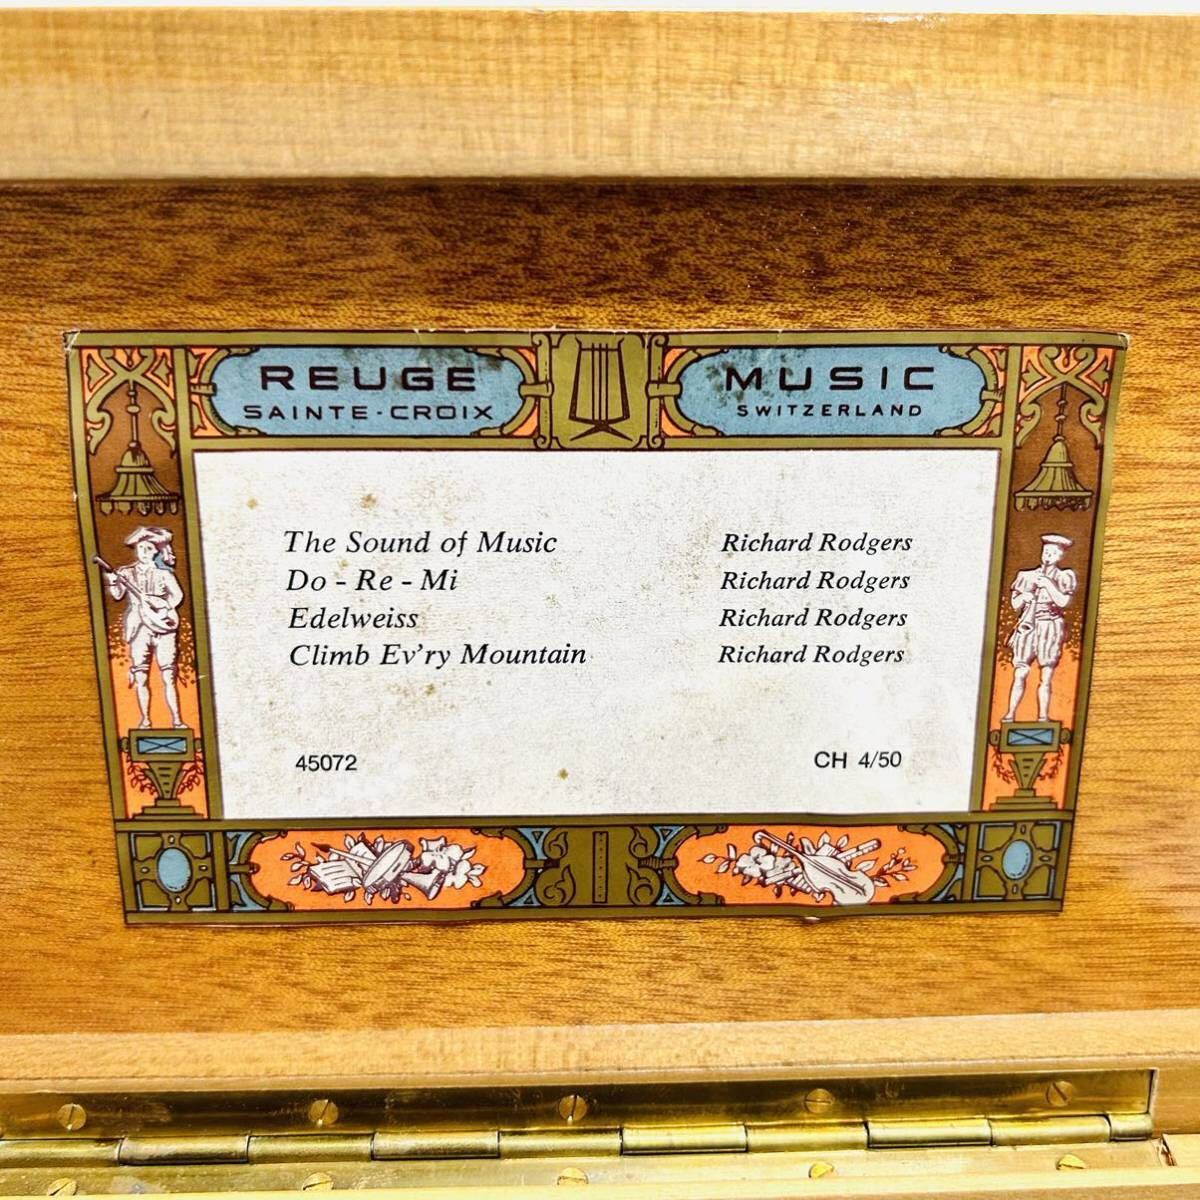 REUGE MUSIC
SAINTE-CROIX SWITZERLAND
The Sound of Music Richard Rodgers
Do - Re - Mi Richard Rodgers
Edelweiss Richard Rodgers
Climb Ev'ry Mountain Richard Rodgers
45072 CH 4/50